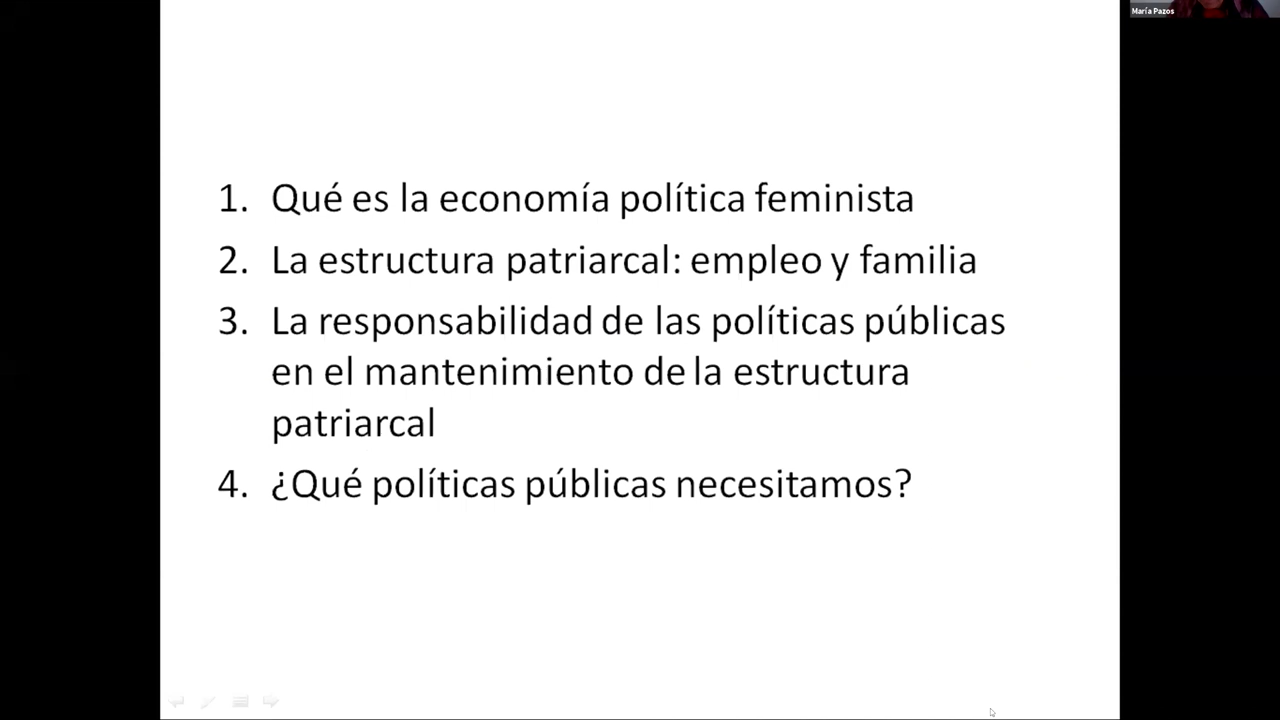 María Pazos
1. Qué es la economía política feminista
2. La estructura patriarcal: empleo y familia
3. La responsabilidad de las políticas públicas
en el mantenimiento de la estructura
patriarcal
4. ¿Qué políticas públicas necesitamos?